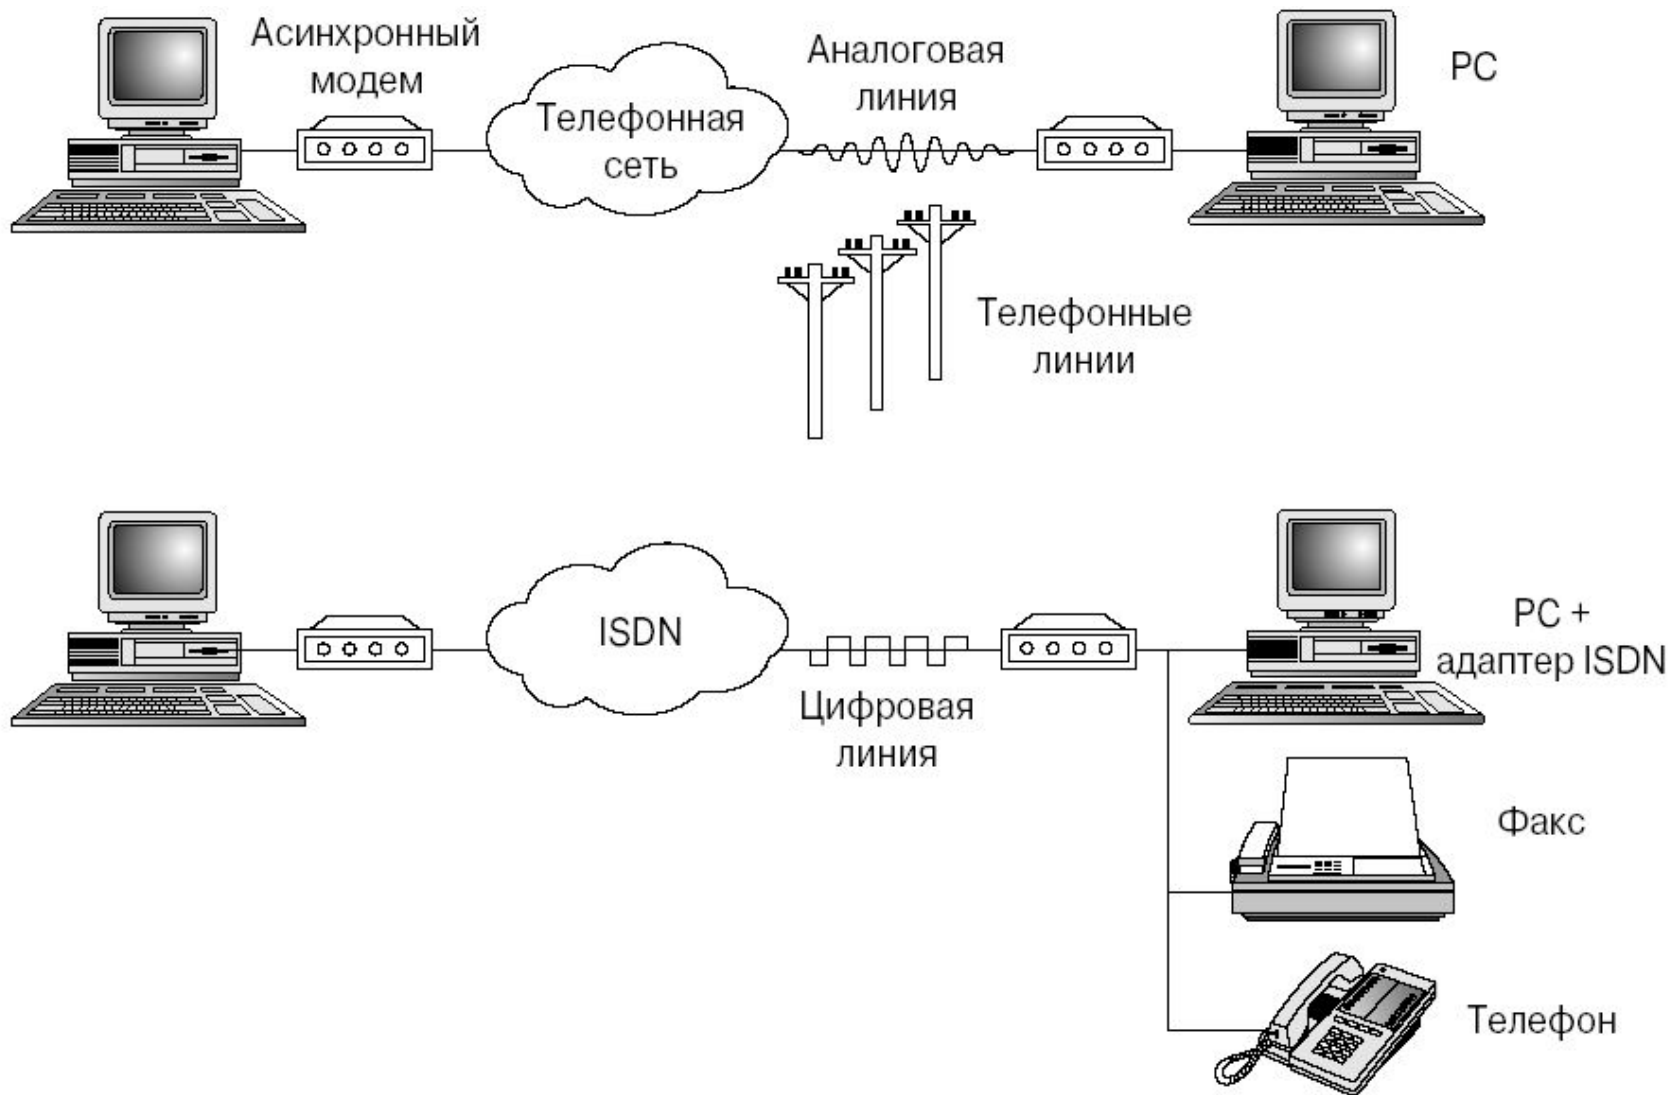 Асинхронный
модем
Телефонная
сеть
Аналоговая
линия
PC
Телефонные
линии
ISDN
Цифровая
линия
PC +
адаптер ISDN
Факс
Телефон